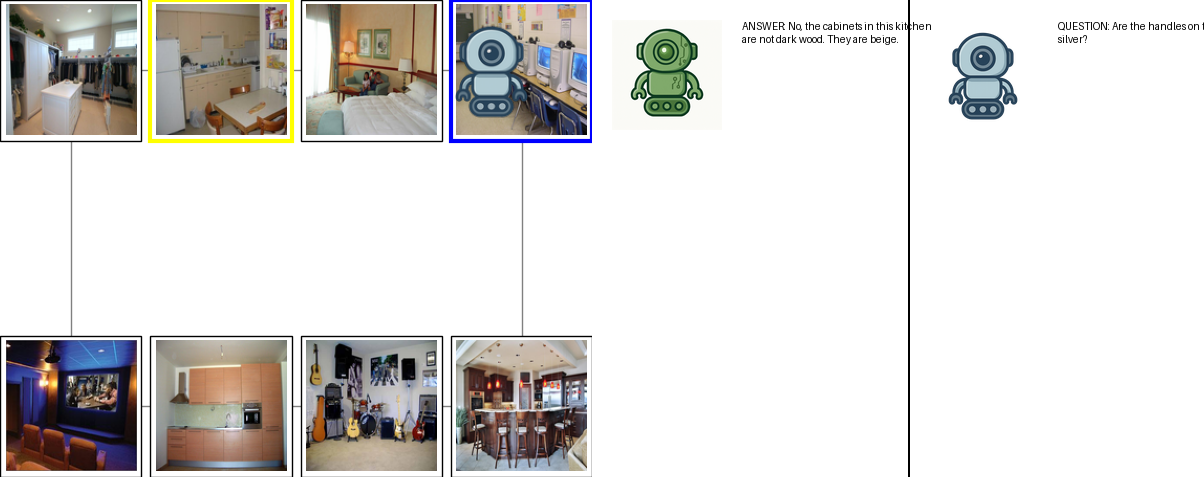 ANSWER: No, the cabinets in this kitchen
are not dark wood. They are beige.
QUESTION: Are the handles on
silver?